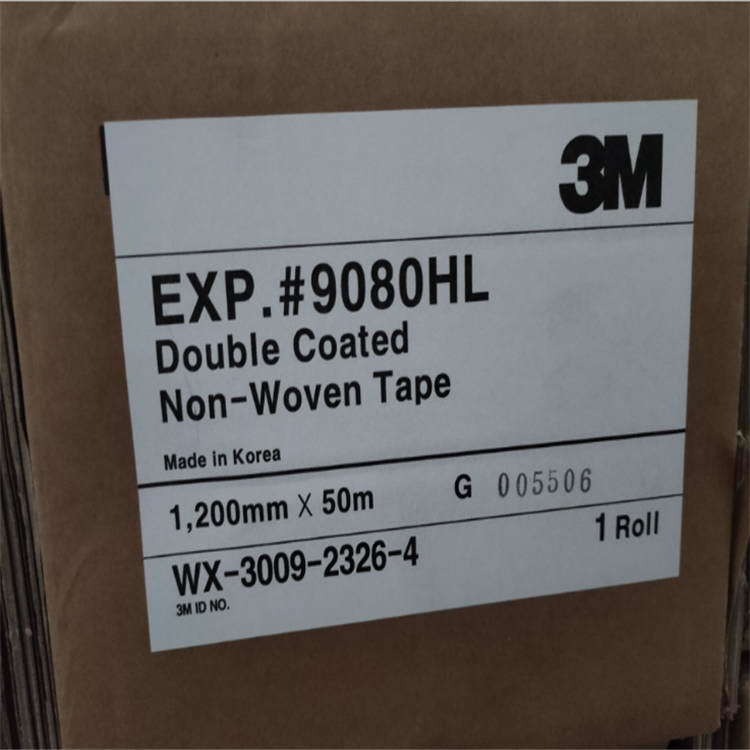 3M
EXP.#9080HL
Double Coated
Non-Woven Tape
Made in Korea
1,200mm X 50m
G 005506
1 Roll
WX-3009-2326-4
3M ID NO.